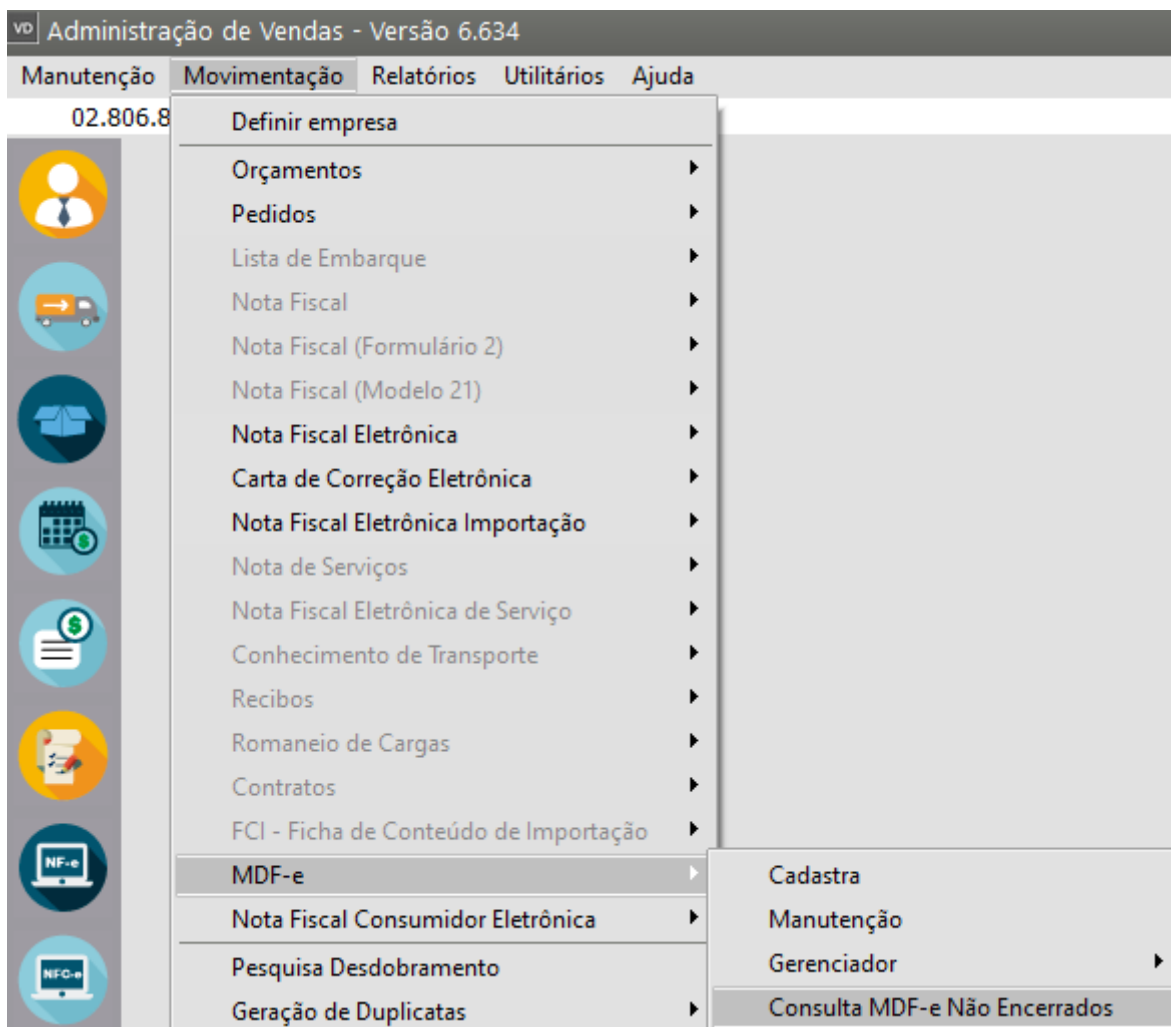 VD Administração de Vendas - Versão 6.634
Manutenção Movimentação Relatórios Utilitários Ajuda
02.806.8
Definir empresa
Orçamentos
Pedidos
Lista de Embarque
Nota Fiscal
Nota Fiscal (Formulário 2)
Nota Fiscal (Modelo 21)
Nota Fiscal Eletrônica
Carta de Correção Eletrônica
Nota Fiscal Eletrônica Importação
Nota de Serviços
Nota Fiscal Eletrônica de Serviço
Conhecimento de Transporte
Recibos
Romaneio de Cargas
Contratos
FCI - Ficha de Conteúdo de Importação
NF-e
MDF-e
Cadastra
Nota Fiscal Consumidor Eletrônica
Manutenção
Pesquisa Desdobramento
Gerenciador
NFC-e
Geração de Duplicatas
Consulta MDF-e Não Encerrados